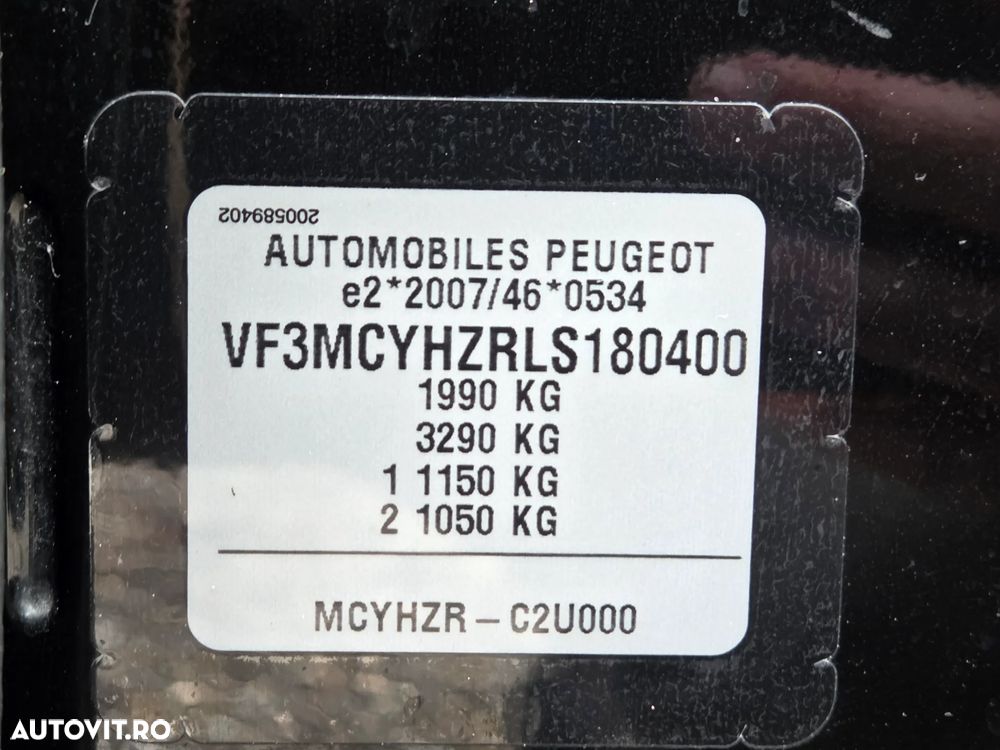 200589402
AUTOMOBILES PEUGEOT
e2*2007/46*0534
VF3MCYHZRLS180400
1990 KG
3290 KG
1 1150 KG
2 1050 KG
MCYHZR – C2U000
AUTOVIT.RO